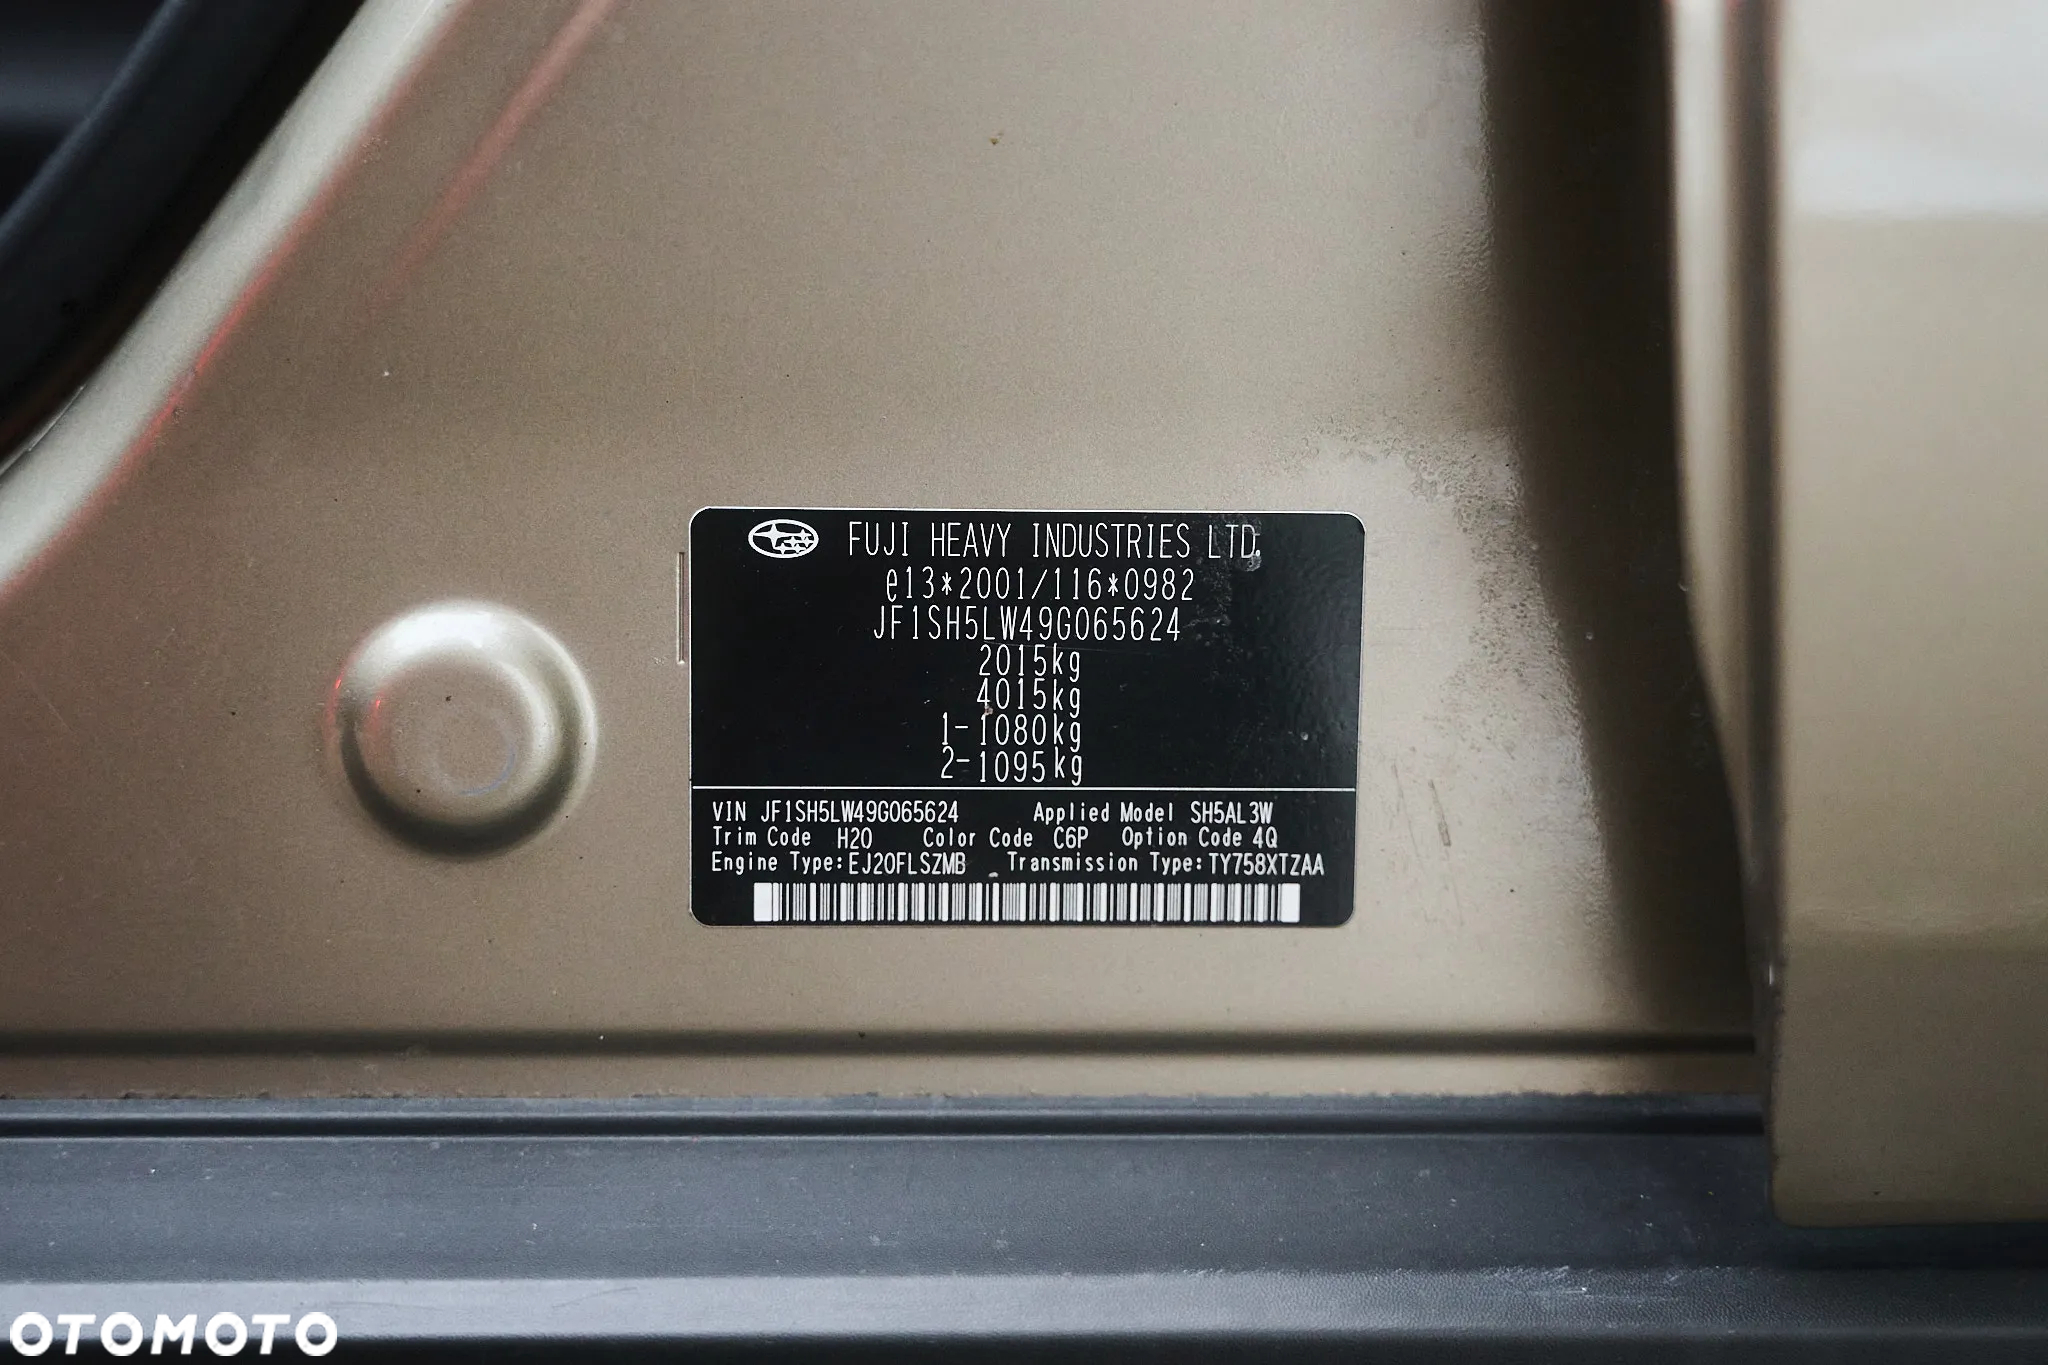 FUJI HEAVY INDUSTRIES LTD.
e13*2001/116*0982
JF1SH5LW49G065624
2015kg
4015kg
1-1080kg
2-1095kg
VIN JF1SH5LW49G065624 Applied Model SH5AL3W
Trim Code H20 Color Code C6P Option Code 4Q
Engine Type:EJ20FLSZMB Transmission Type:TY758XTZAA
OTOMOTO